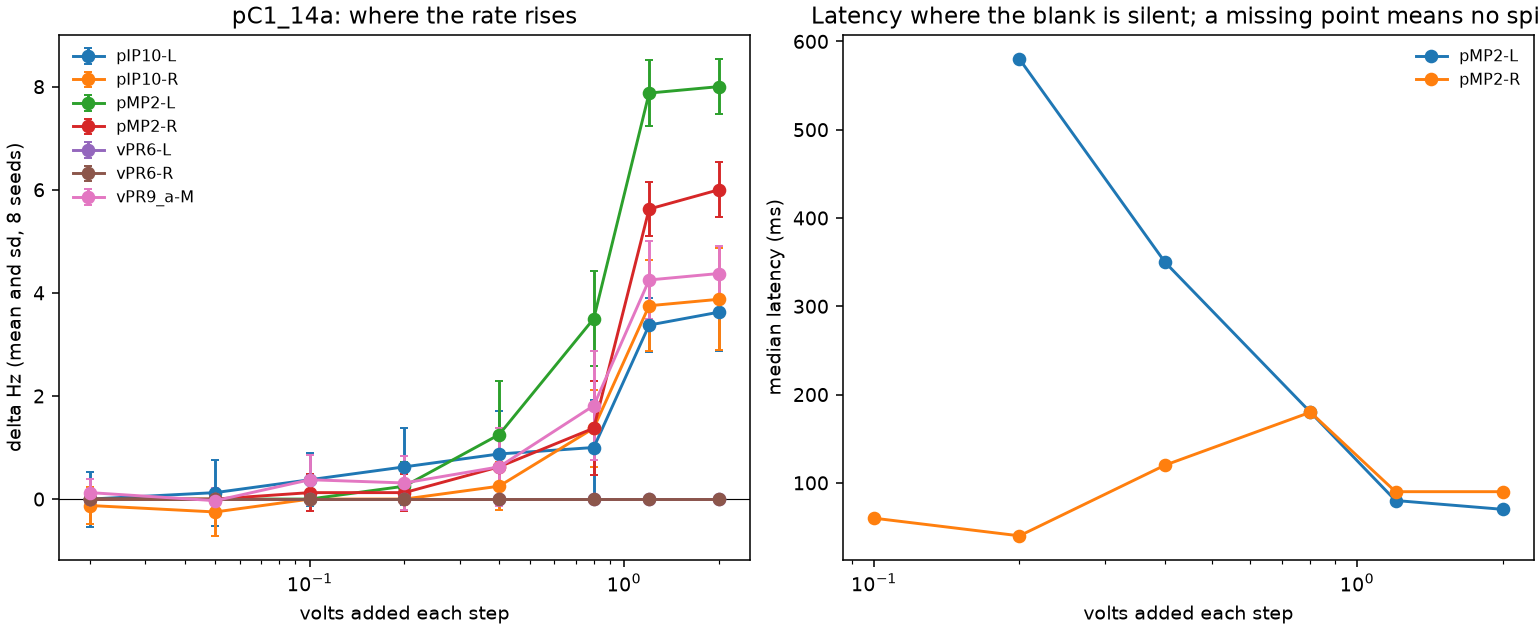 pC1_14a: where the rate rises
pIP10-L
pIP10-R
pMP2-L
pMP2-R
vPR6-L
vPR6-R
vPR9_a-M
8
6
4
2
0
delta Hz (mean and sd, 8 seeds)
10⁻¹
10⁰
volts added each step
Latency where the blank is silent; a missing point means no spi
pMP2-L
pMP2-R
600
500
400
300
200
100
median latency (ms)
10⁻¹
10⁰
volts added each step